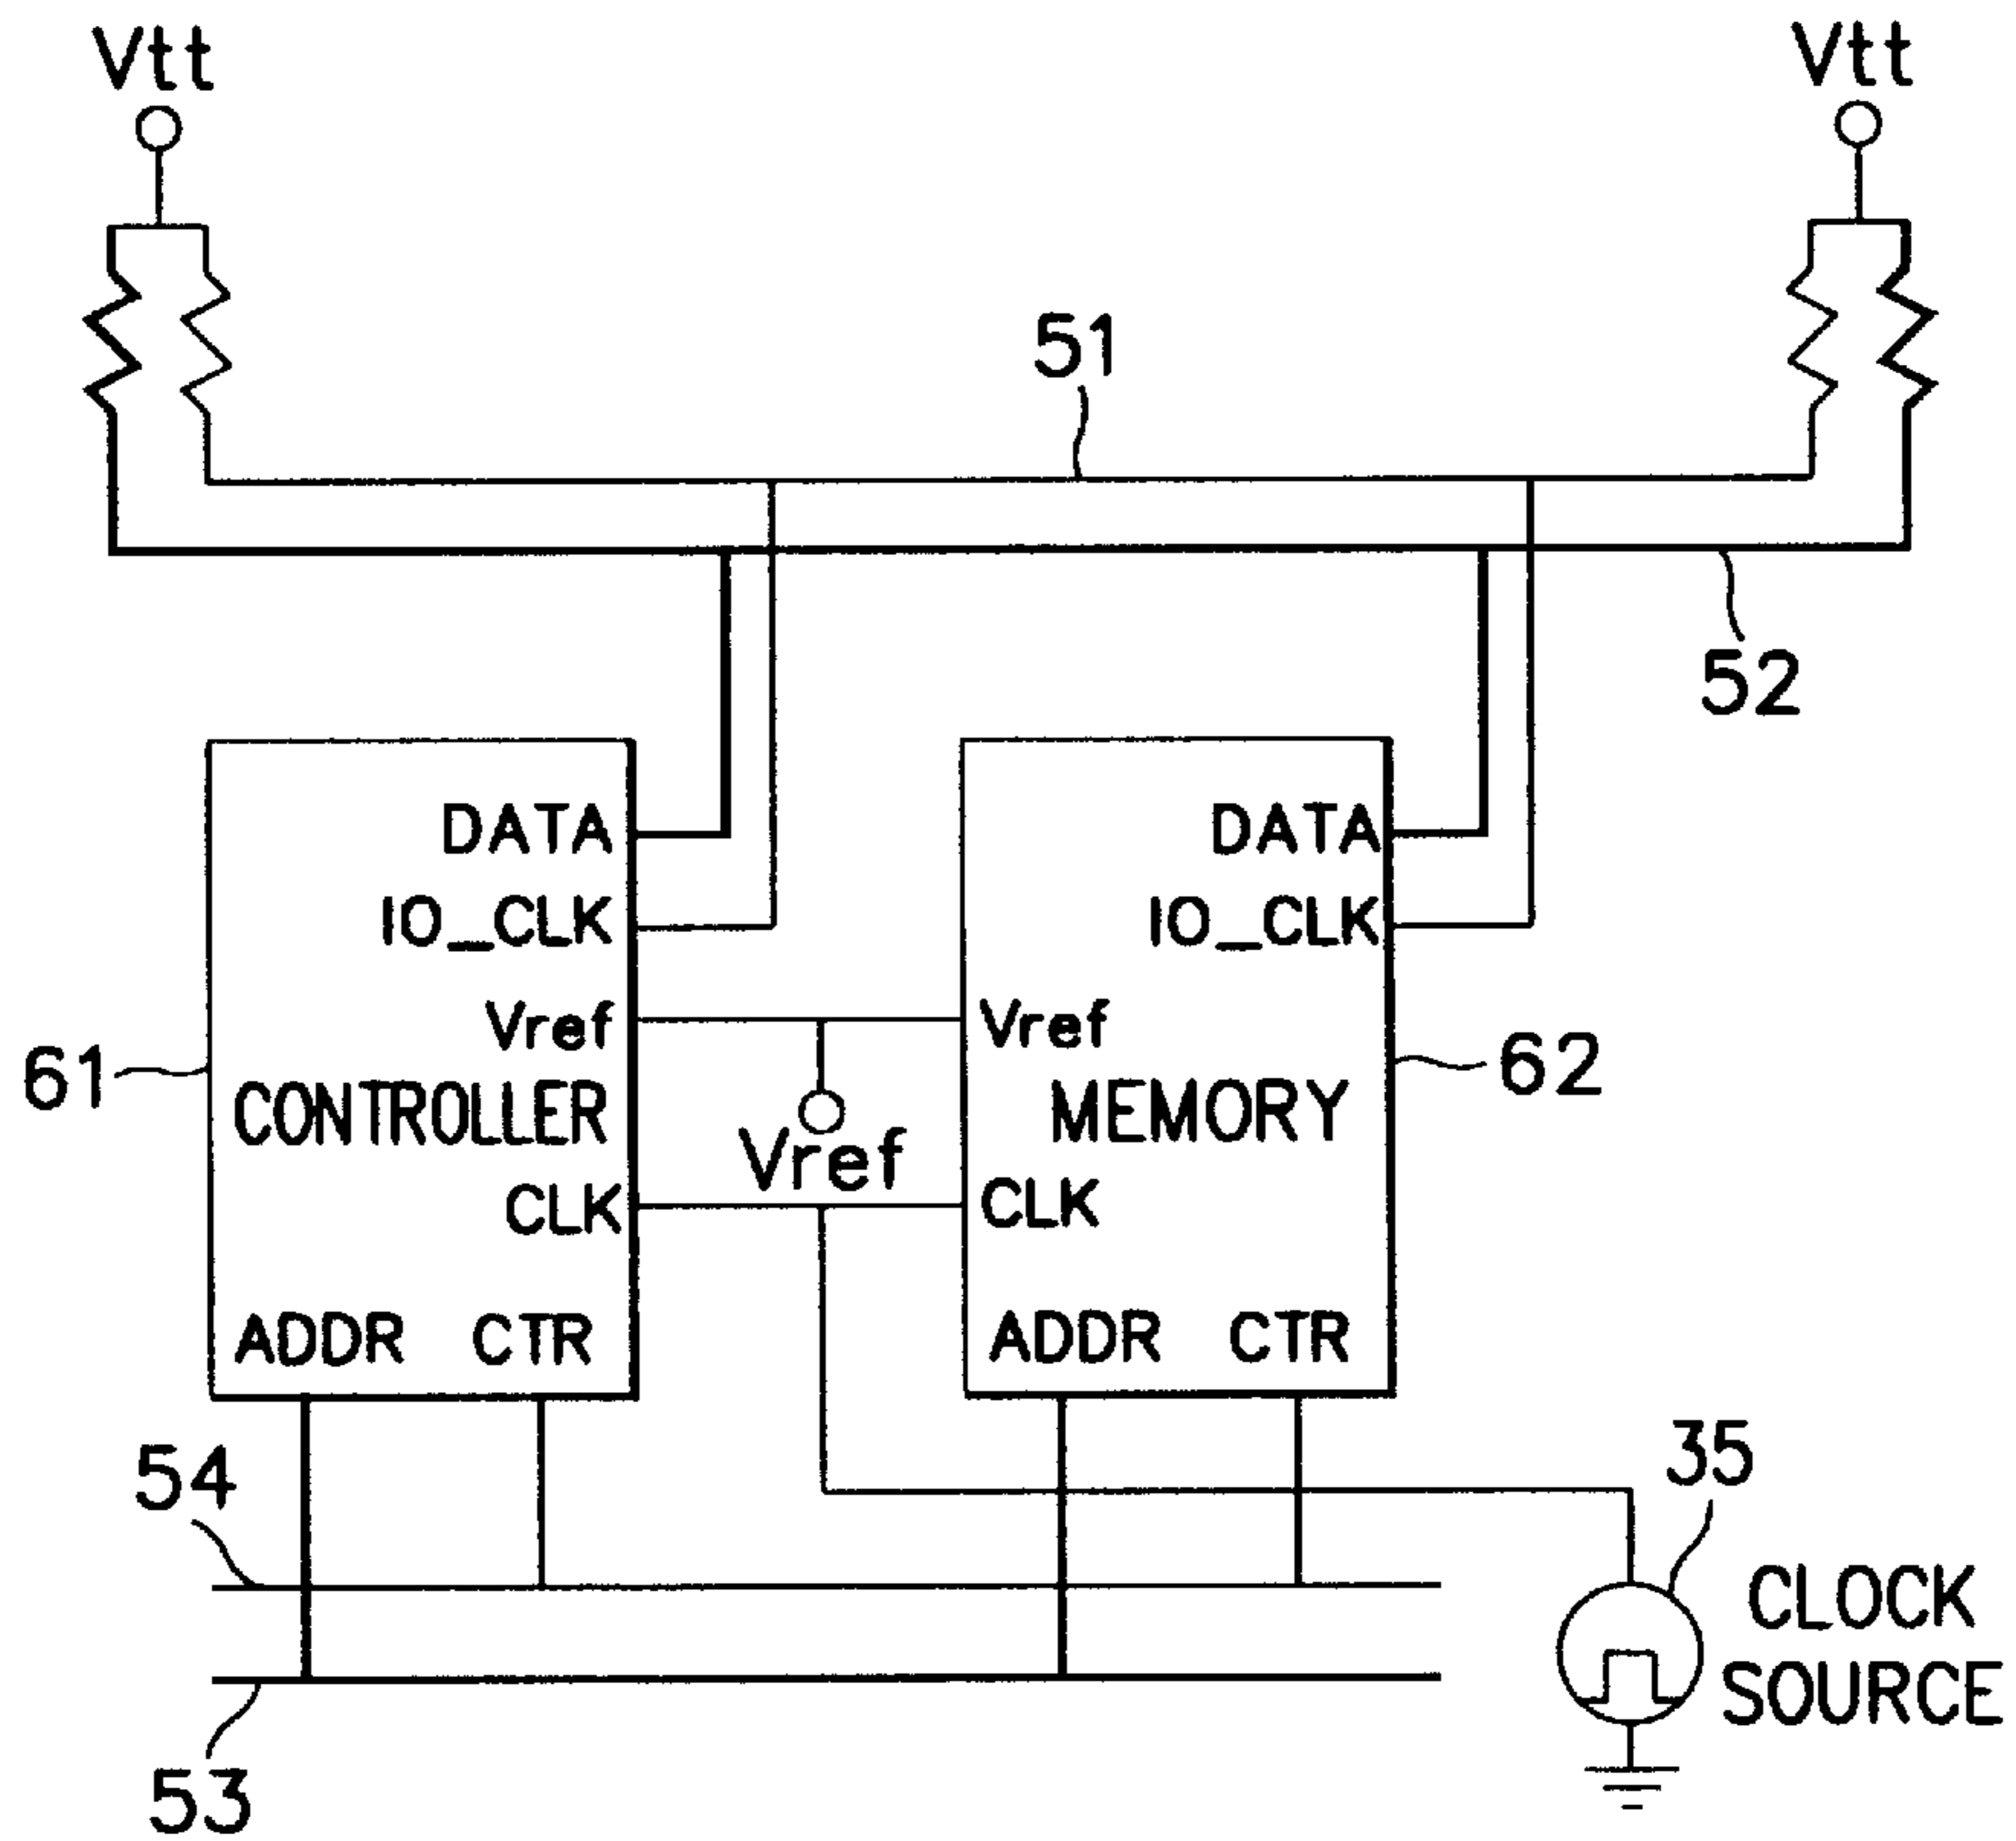 Vtt Vtt
51
52
DATA DATA
IO_CLK IO_CLK
Vref Vref
61 62
CONTROLLER MEMORY
Vref
CLK CLK
ADDR CTR ADDR CTR
54 35
CLOCK
SOURCE
53